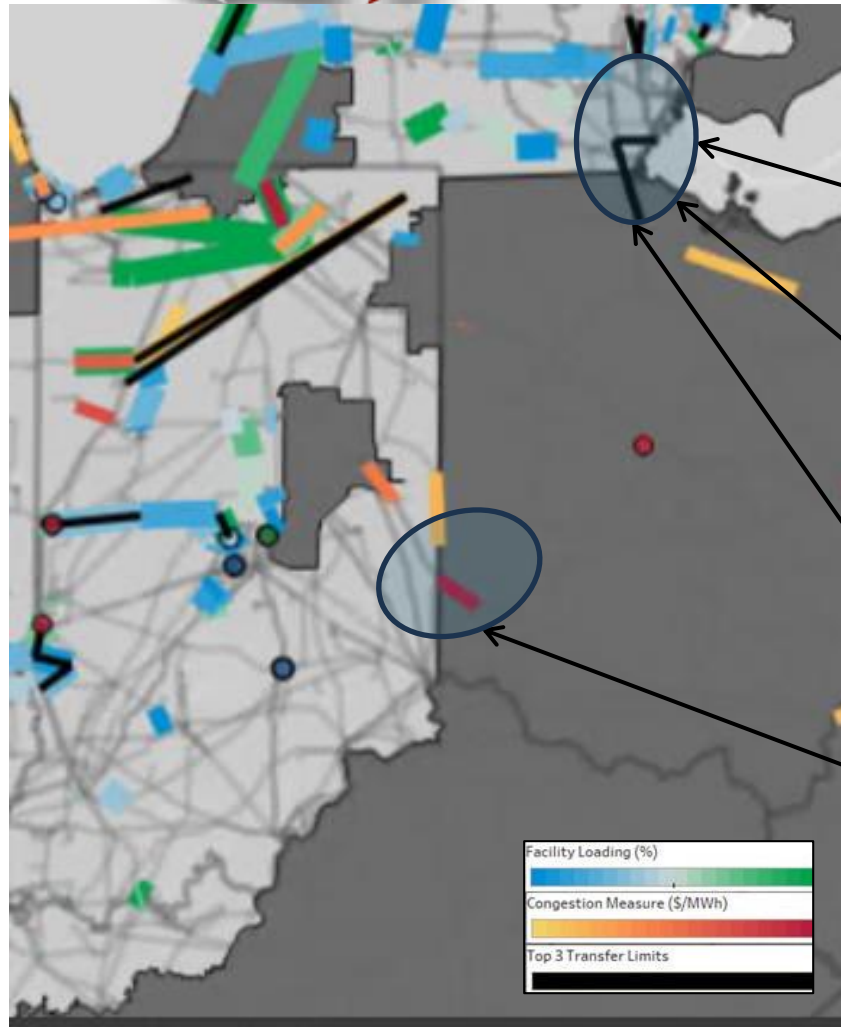 Facility Loading (%)
Congestion Measure ($/MWh)
Top 3 Transfer Limits